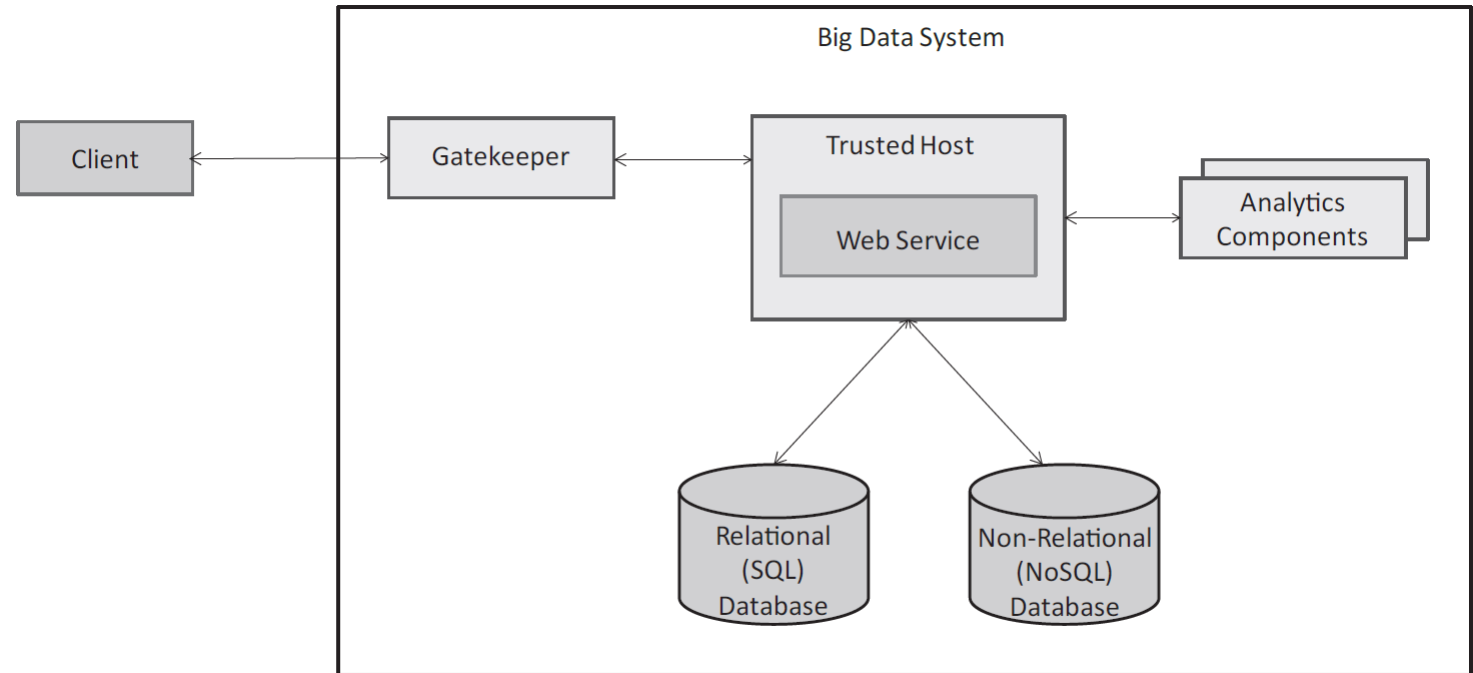 Big Data System
Client
Gatekeeper
Trusted Host
Web Service
Analytics
Components
Relational
(SQL)
Database
Non-Relational
(NoSQL)
Database